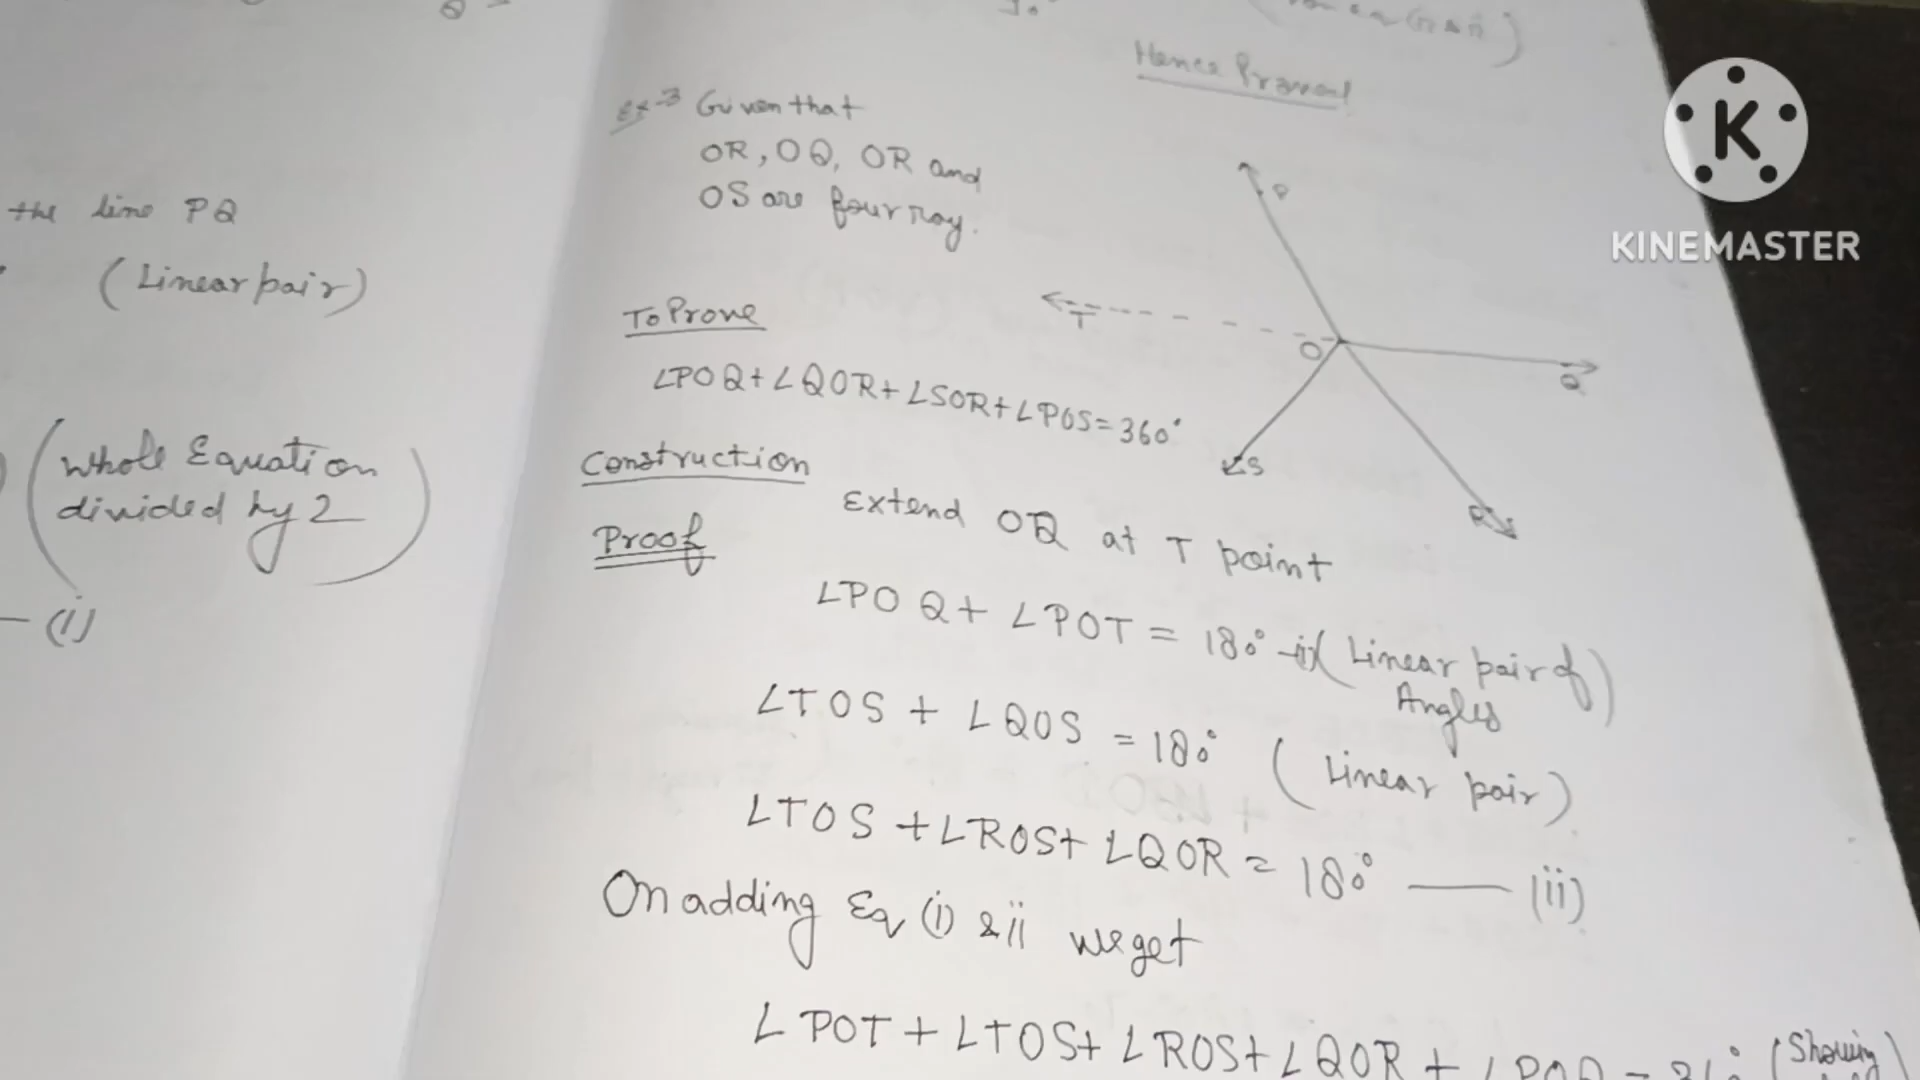 the line PQ
(Linear pair)
(Whole Equation
divided by 2)
— (i)
Hence Proved
Ex-3 Given that
OR, OQ, OR and
OS are four ray.
To Prove
∠POQ + ∠QOR + ∠SOR + ∠POS = 360°
Construction
Extend OQ at T point
Proof
∠POQ + ∠POT = 180° -(i) (Linear pair of
Angles)
∠TOS + ∠QOS = 180° (Linear pair)
∠TOS + ∠ROS + ∠QOR = 180° — (ii)
On adding Eq (i) & ii we get
∠POT + ∠TOS + ∠ROS + ∠QOR +
(Showing
P
T
O
Q
S
R
K
KINEMASTER